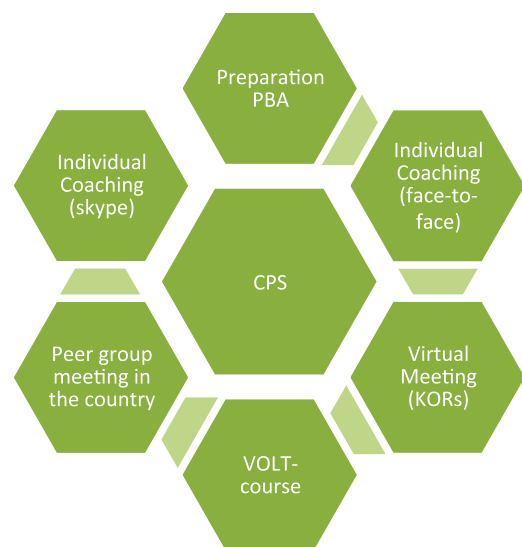 Preparation
PBA
Individual
Coaching
(face-to-
face)
Virtual
Meeting
(KORs)
VOLT-
course
Peer group
meeting in
the country
Individual
Coaching
(skype)
CPS